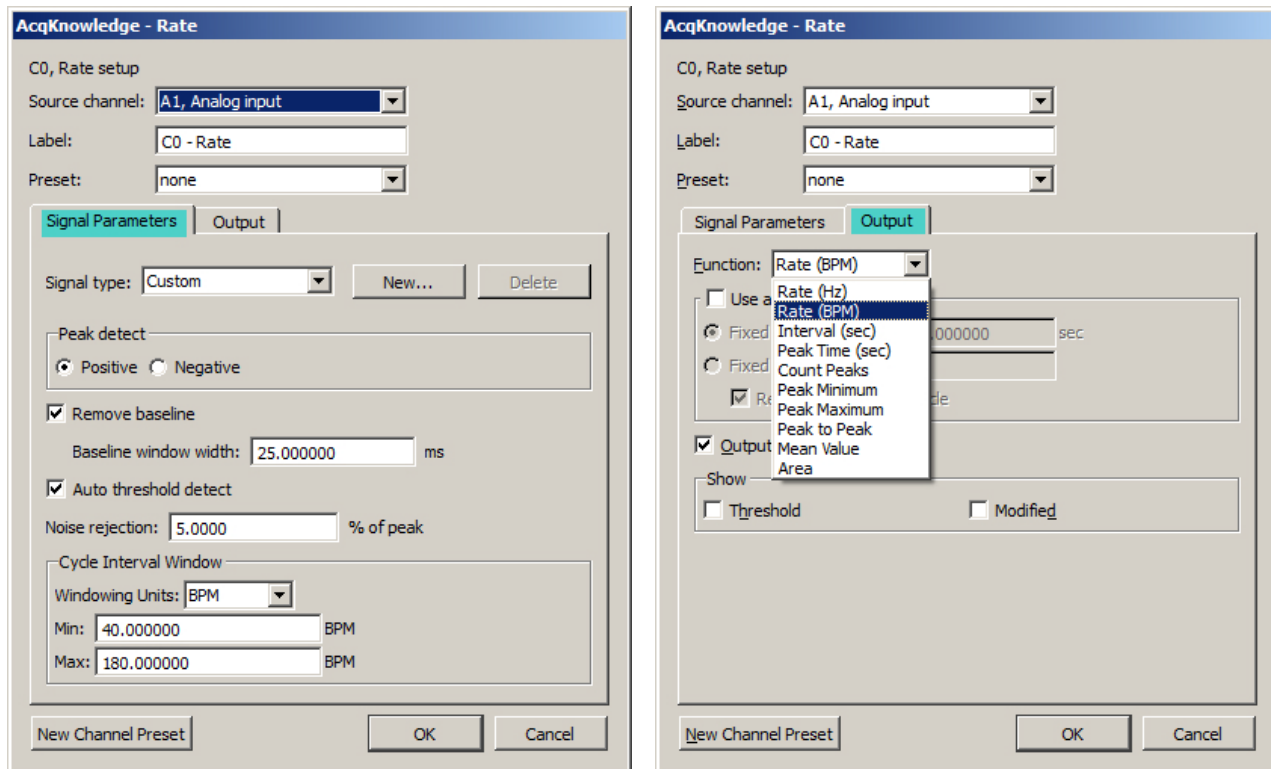 AcqKnowledge - Rate
C0, Rate setup
Source channel: A1, Analog input
Label: C0 - Rate
Preset: none
Signal Parameters Output
Signal type: Custom New... Delete
Peak detect
Positive Negative
Remove baseline
Baseline window width: 25.000000 ms
Auto threshold detect
Noise rejection: 5.0000 % of peak
Cycle Interval Window
Windowing Units: BPM
Min: 40.000000 BPM
Max: 180.000000 BPM
New Channel Preset OK Cancel
AcqKnowledge - Rate
C0, Rate setup
Source channel: A1, Analog input
Label: C0 - Rate
Preset: none
Signal Parameters Output
Function: Rate (BPM)
Use
Rate (Hz)
Rate (BPM)
Fixed Interval (sec) .000000 sec
Peak Time (sec)
Fixed Count Peaks
Peak Minimum
Peak Maximum
Peak to Peak
Output Mean Value
Area
Show
Threshold Modified
New Channel Preset OK Cancel